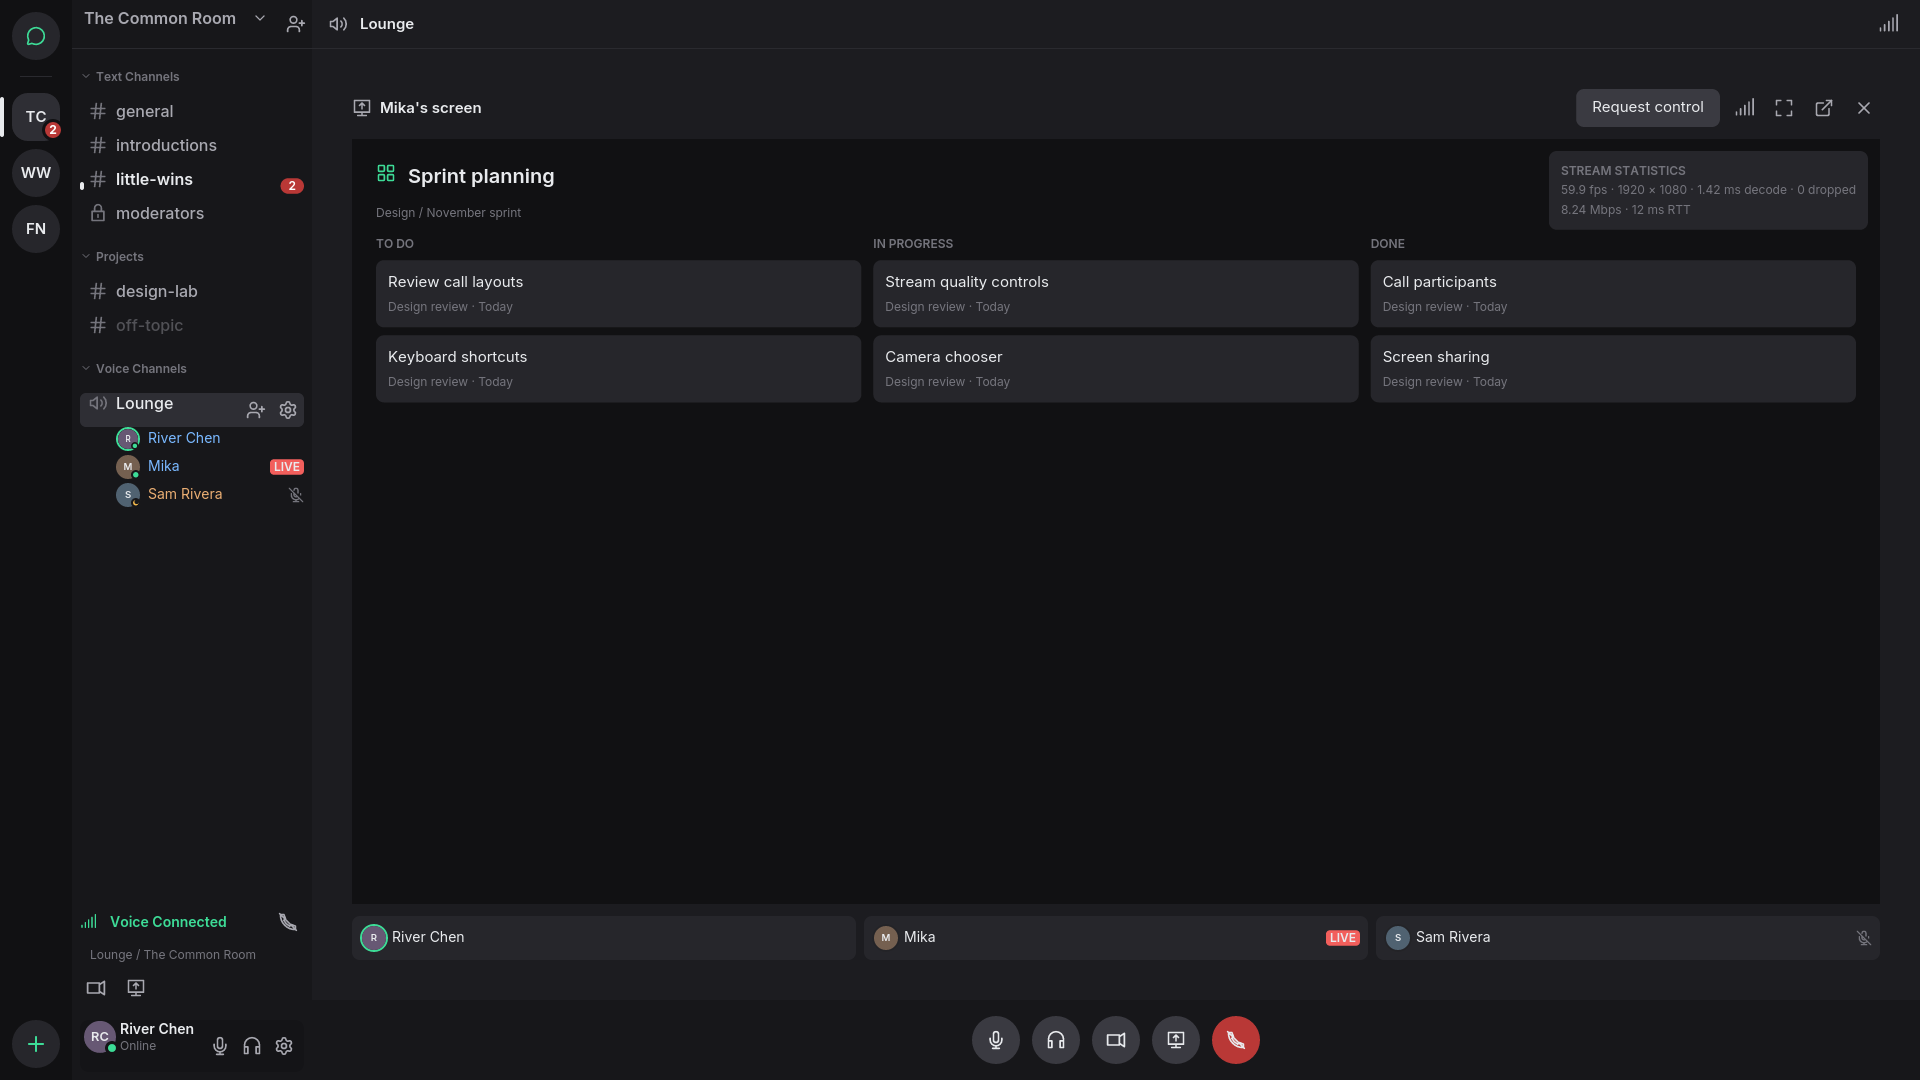 The Common Room
Lounge
TC
2
WW
FN
Text Channels
general
introductions
little-wins
2
moderators
Projects
design-lab
off-topic
Voice Channels
Lounge
R
River Chen
M
Mika
LIVE
S
Sam Rivera
Voice Connected
Lounge / The Common Room
RC
River Chen
Online
Mika's screen
Request control
Sprint planning
Design / November sprint
STREAM STATISTICS
59.9 fps · 1920 × 1080 · 1.42 ms decode · 0 dropped
8.24 Mbps · 12 ms RTT
TO DO
Review call layouts
Design review · Today
Keyboard shortcuts
Design review · Today
IN PROGRESS
Stream quality controls
Design review · Today
Camera chooser
Design review · Today
DONE
Call participants
Design review · Today
Screen sharing
Design review · Today
R
River Chen
M
Mika
LIVE
S
Sam Rivera